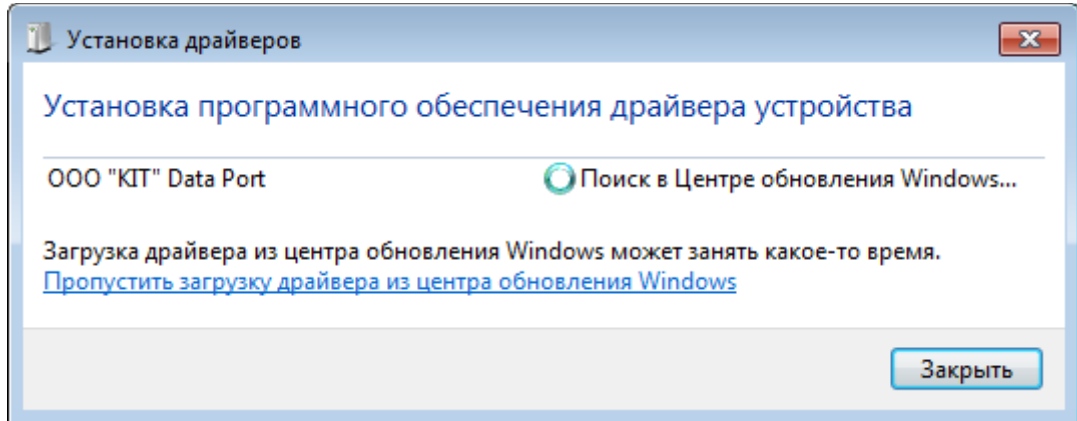 Установка драйверов
Установка программного обеспечения драйвера устройства
ООО "KIT" Data Port
Поиск в Центре обновления Windows...
Загрузка драйвера из центра обновления Windows может занять какое-то время.
Пропустить загрузку драйвера из центра обновления Windows
Закрыть